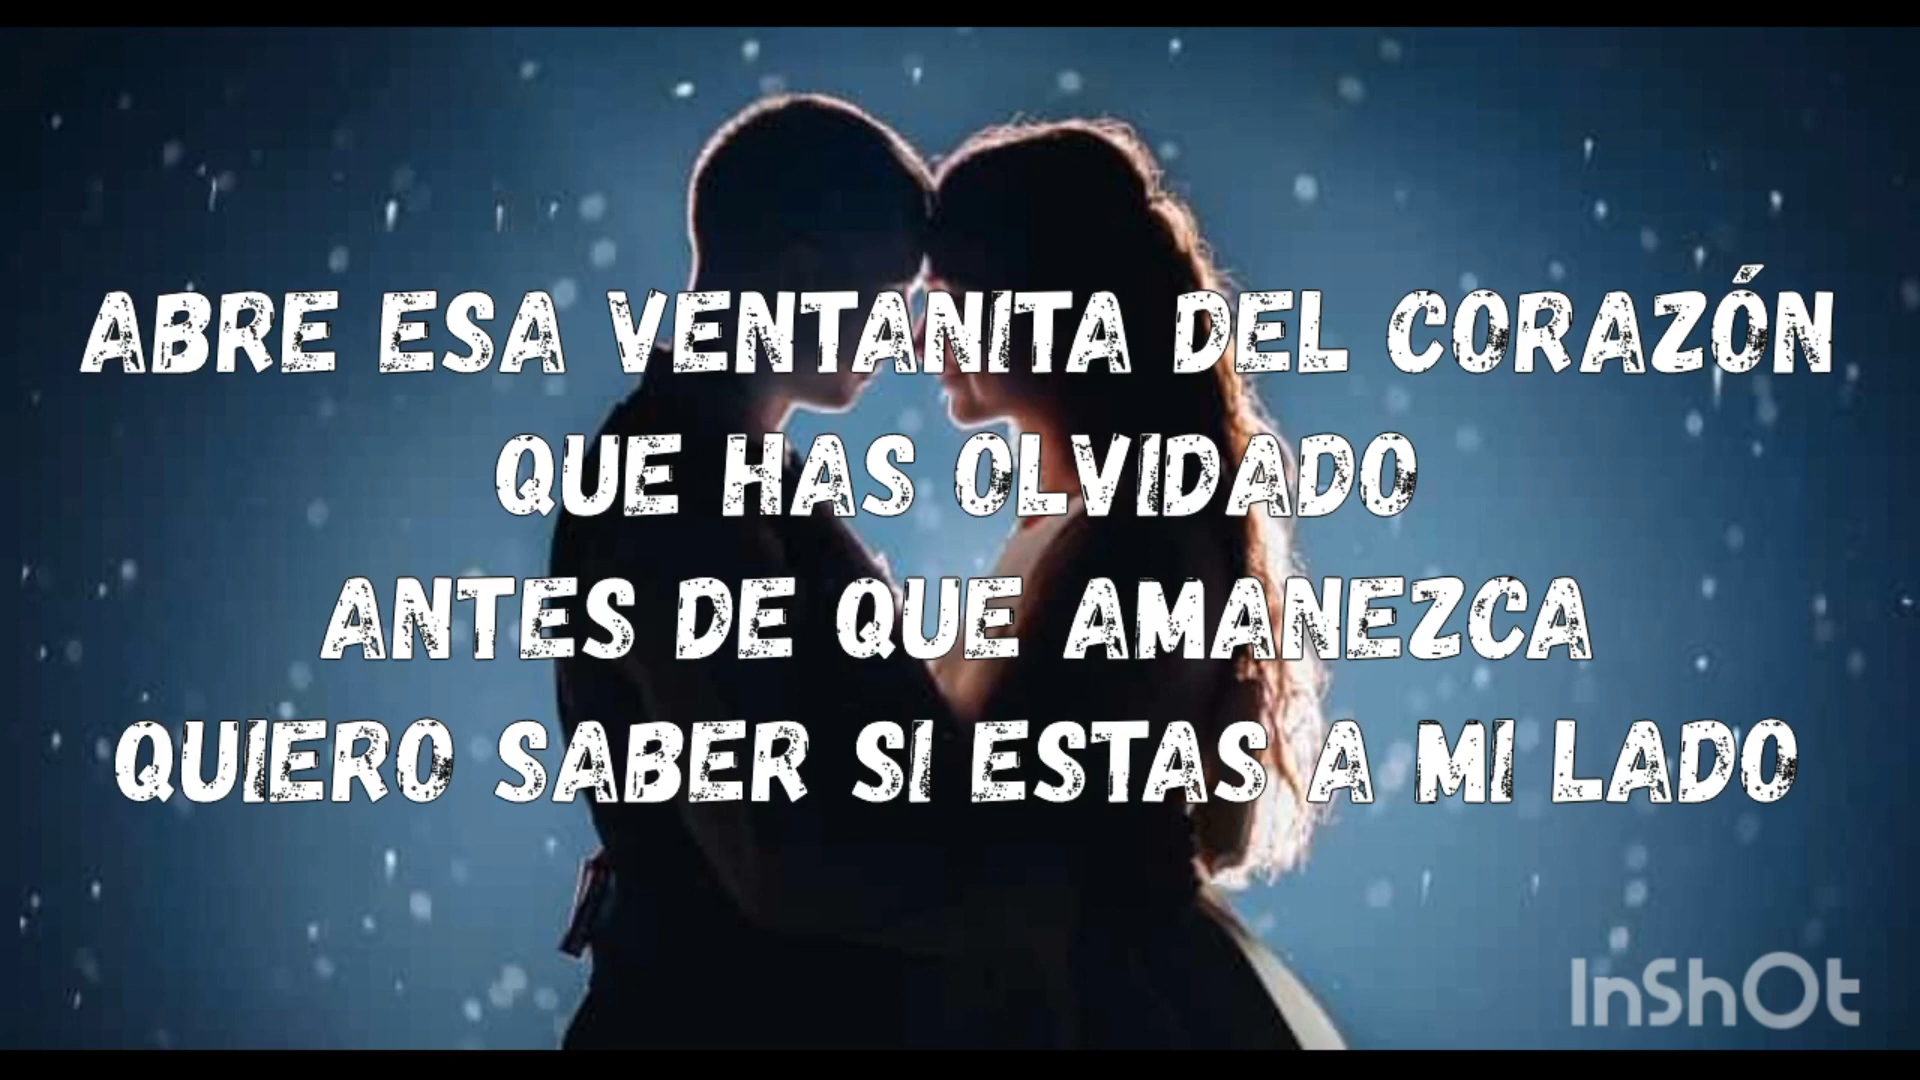 ABRE ESA VENTANITA DEL CORAZÓN
QUE HAS OLVIDADO
ANTES DE QUE AMANEZCA
QUIERO SABER SI ESTAS A MI LADO
InShOt